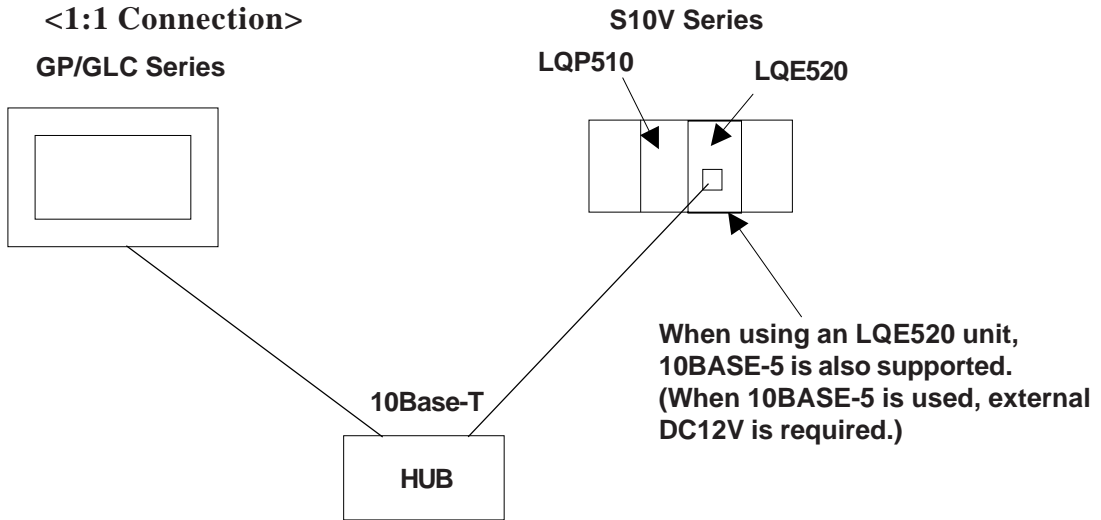 <1:1 Connection>
S10V Series
GP/GLC Series
LQP510
LQE520
When using an LQE520 unit,
10BASE-5 is also supported.
(When 10BASE-5 is used, external
DC12V is required.)
10Base-T
HUB